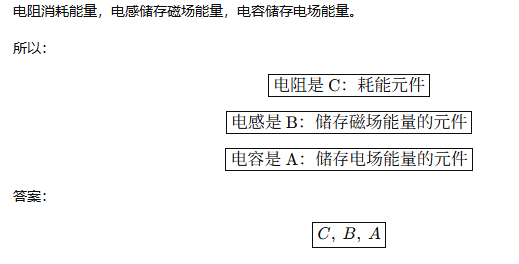 电阻消耗能量，电感储存磁场能量，电容储存电场能量。
所以：
电阻是 C：耗能元件
电感是 B：储存磁场能量的元件
电容是 A：储存电场能量的元件
答案：
C, B, A